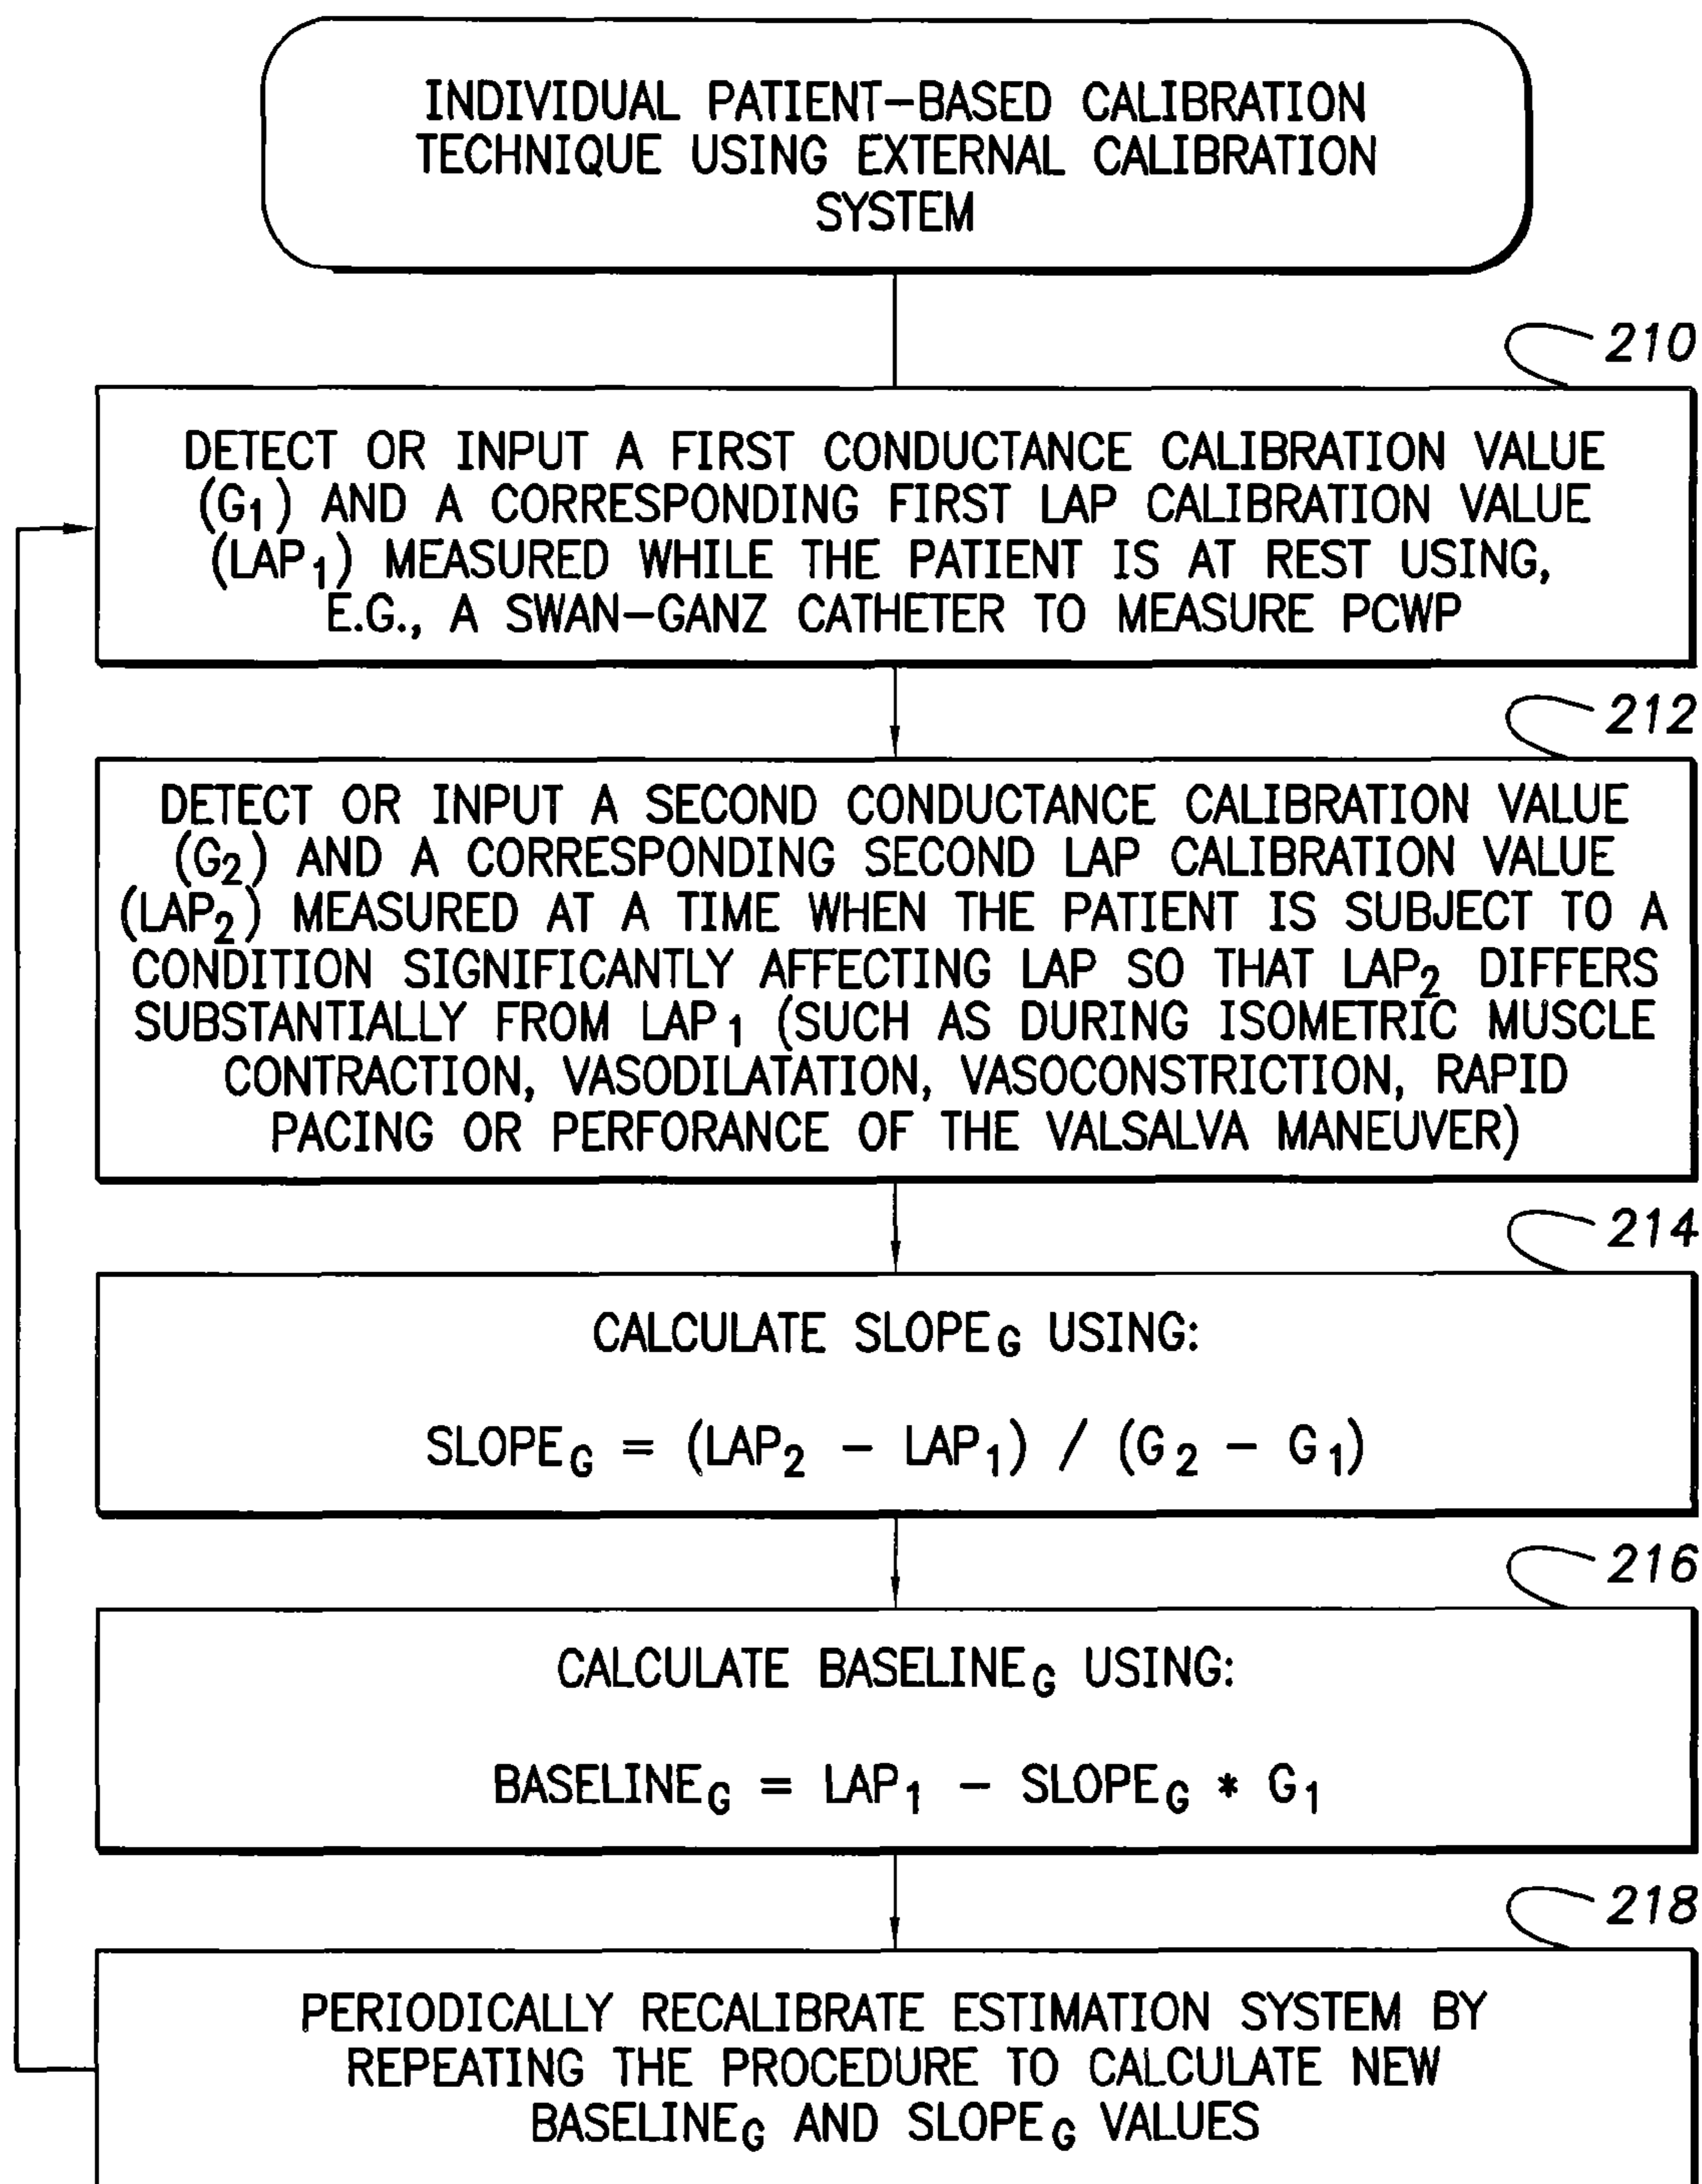 INDIVIDUAL PATIENT-BASED CALIBRATION
TECHNIQUE USING EXTERNAL CALIBRATION
SYSTEM
210
DETECT OR INPUT A FIRST CONDUCTANCE CALIBRATION VALUE
(G1) AND A CORRESPONDING FIRST LAP CALIBRATION VALUE
(LAP1) MEASURED WHILE THE PATIENT IS AT REST USING,
E.G., A SWAN-GANZ CATHETER TO MEASURE PCWP
212
DETECT OR INPUT A SECOND CONDUCTANCE CALIBRATION VALUE
(G2) AND A CORRESPONDING SECOND LAP CALIBRATION VALUE
(LAP2) MEASURED AT A TIME WHEN THE PATIENT IS SUBJECT TO A
CONDITION SIGNIFICANTLY AFFECTING LAP SO THAT LAP2 DIFFERS
SUBSTANTIALLY FROM LAP1 (SUCH AS DURING ISOMETRIC MUSCLE
CONTRACTION, VASODILATATION, VASOCONSTRICTION, RAPID
PACING OR PERFORANCE OF THE VALSALVA MANEUVER)
214
CALCULATE SLOPEG USING:
SLOPEG = (LAP2 - LAP1) / (G2 - G1)
216
CALCULATE BASELINEG USING:
BASELINEG = LAP1 - SLOPEG * G1
218
PERIODICALLY RECALIBRATE ESTIMATION SYSTEM BY
REPEATING THE PROCEDURE TO CALCULATE NEW
BASELINEG AND SLOPEG VALUES